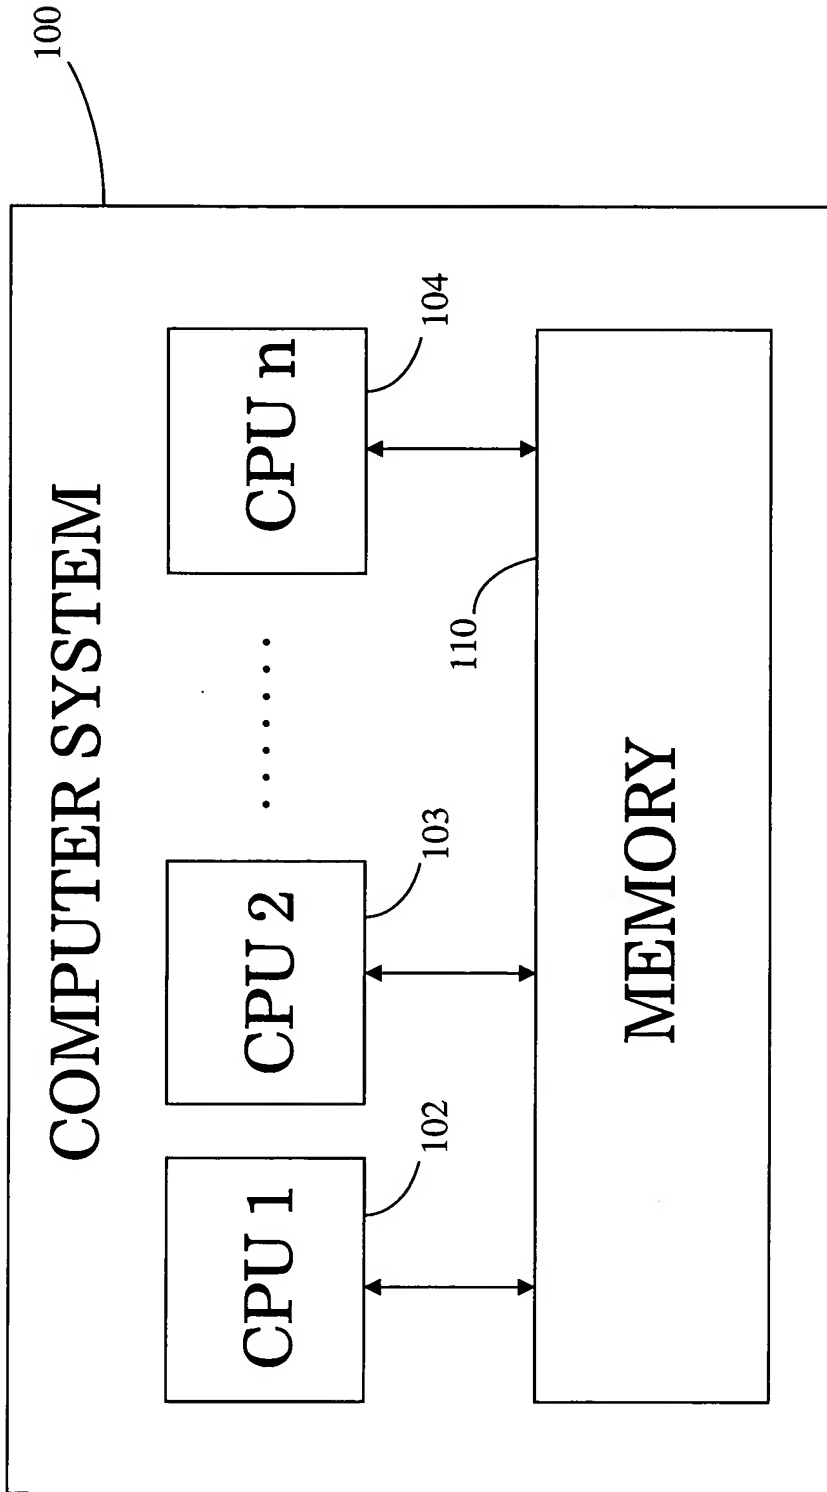 100
COMPUTER SYSTEM
CPU 1
CPU 2
.......
CPU n
102
103
104
110
MEMORY